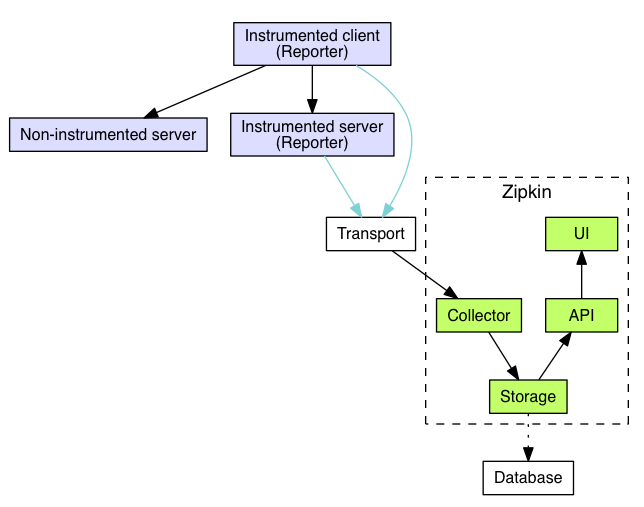 Instrumented client
(Reporter)
Non-instrumented server
Instrumented server
(Reporter)
Zipkin
Transport
UI
Collector
API
Storage
Database